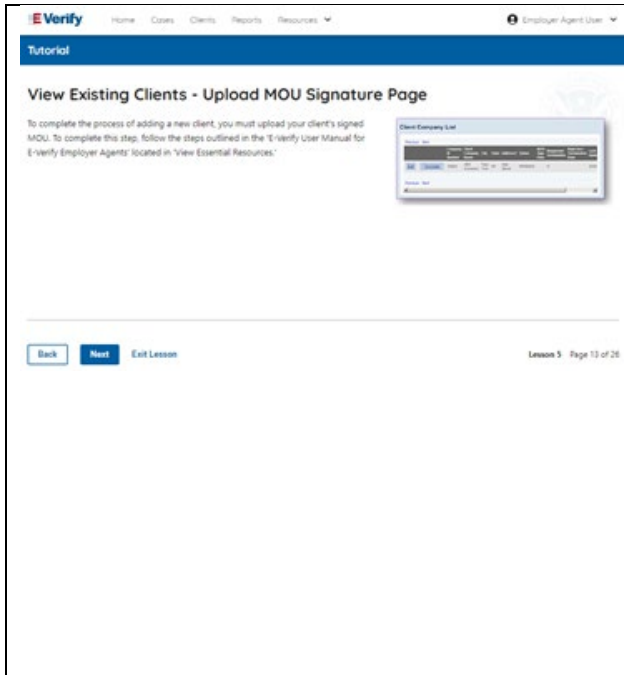 E-Verify Home Cases Clients Reports Resources Employer Agent User
Tutorial
View Existing Clients - Upload MOU Signature Page
To complete the process of adding a new client, you must upload your client's signed
MOU. To complete this step, follow the steps outlined in the 'E-Verify User Manual for
E-Verify Employer Agents' located in 'View Essential Resources.'
Client Company List
Back Next Exit Lesson Lesson 5 Page 13 of 26